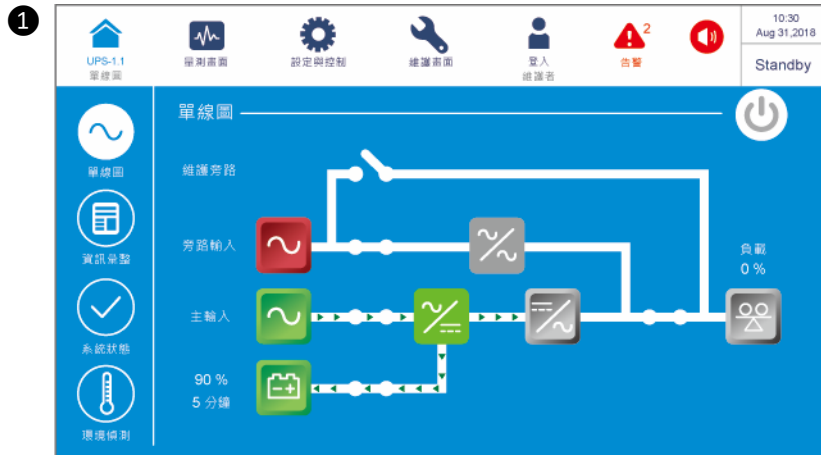 ❶
10:30
Aug 31,2018
Standby
UPS-1.1
單線圖
量測畫面
設定與控制
維護畫面
登入
維護者
2
告警
單線圖
資訊彙整
系統狀態
環境偵測
單線圖
維護旁路
旁路輸入
主輸入
90 %
5 分鐘
負載
0 %